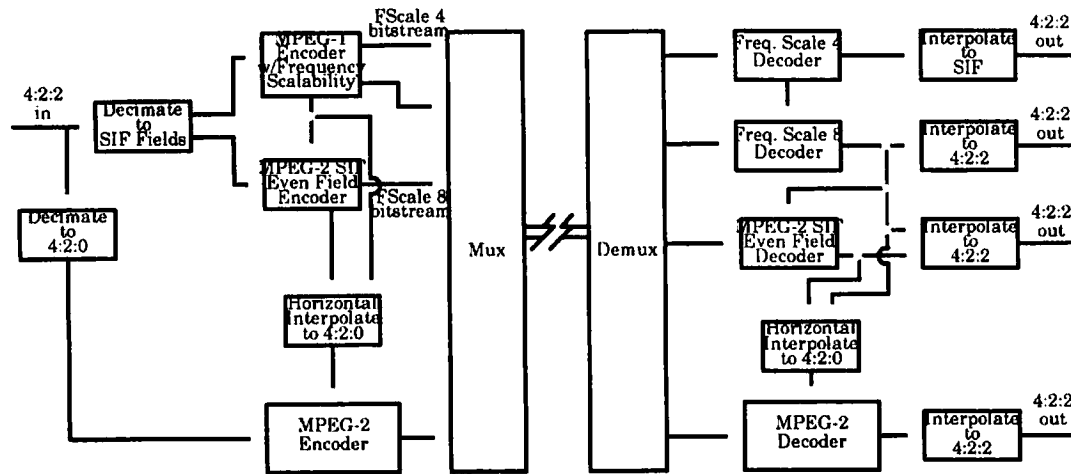 4:2:2
in
Decimate
to
SIF Fields
Decimate to
4:2:0
MPEG-1
Encoder
w/Frequency
Scalability
FScale 4
bitstream
MPEG-2 SIF
Even Field
Encoder
FScale 8
bitstream
Horizontal
Interpolate
to 4:2:0
MPEG-2
Encoder
Mux
Demux
Freq. Scale 4
Decoder
Interpolate
to
SIF
4:2:2
out
Freq. Scale 8
Decoder
Interpolate
to
4:2:2
4:2:2
out
MPEG-2 SIF
Even Field
Decoder
Interpolate
to
4:2:2
4:2:2
out
Horizontal
Interpolate
to 4:2:0
MPEG-2
Decoder
Interpolate
to
4:2:2
4:2:2
out